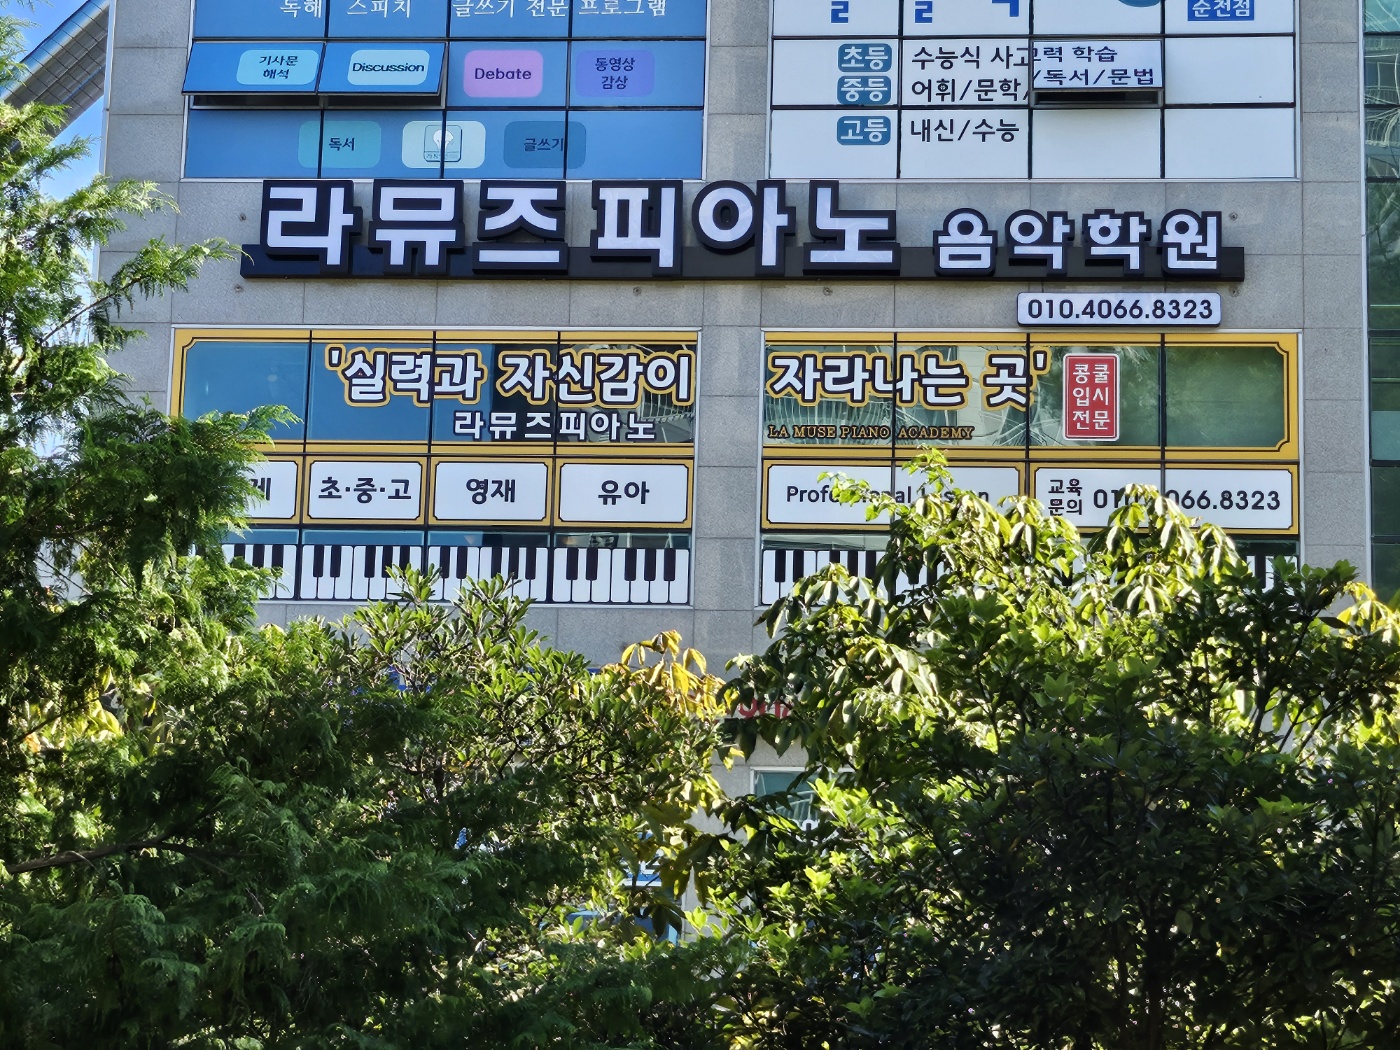 독해 스피치 글쓰기 전문 프로그램
순천점
기사문
해석
Discussion
Debate
동영상
감상
초등 수능식 사고력 학습
중등 어휘/문학/독서/문법
고등 내신/수능
독서
글쓰기
라뮤즈피아노 음악학원
010.4066.8323
'실력과 자신감이 자라나는 곳'
콩쿨
입시
전문
라뮤즈피아노
LA MUSE PIANO ACADEMY
초·중·고
영재
유아
교육
문의